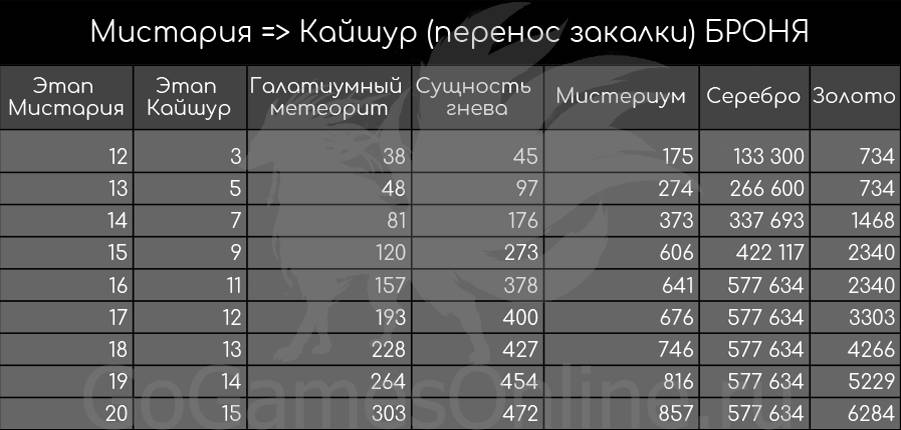 Мистария => Кайшур (перенос закалки) БРОНЯ
Этап Мистария Этап Кайшур Галатиумный метеорит Сущность гнева Мистериум Серебро Золото
12 3 38 45 175 133 300 734
13 5 48 97 274 266 600 734
14 7 81 176 373 337 693 1468
15 9 120 273 606 422 117 2340
16 11 157 378 641 577 634 2340
17 12 193 400 676 577 634 3303
18 13 228 427 746 577 634 4266
19 14 264 454 816 577 634 5229
20 15 303 472 857 577 634 6284
GoGamesOnline.ru